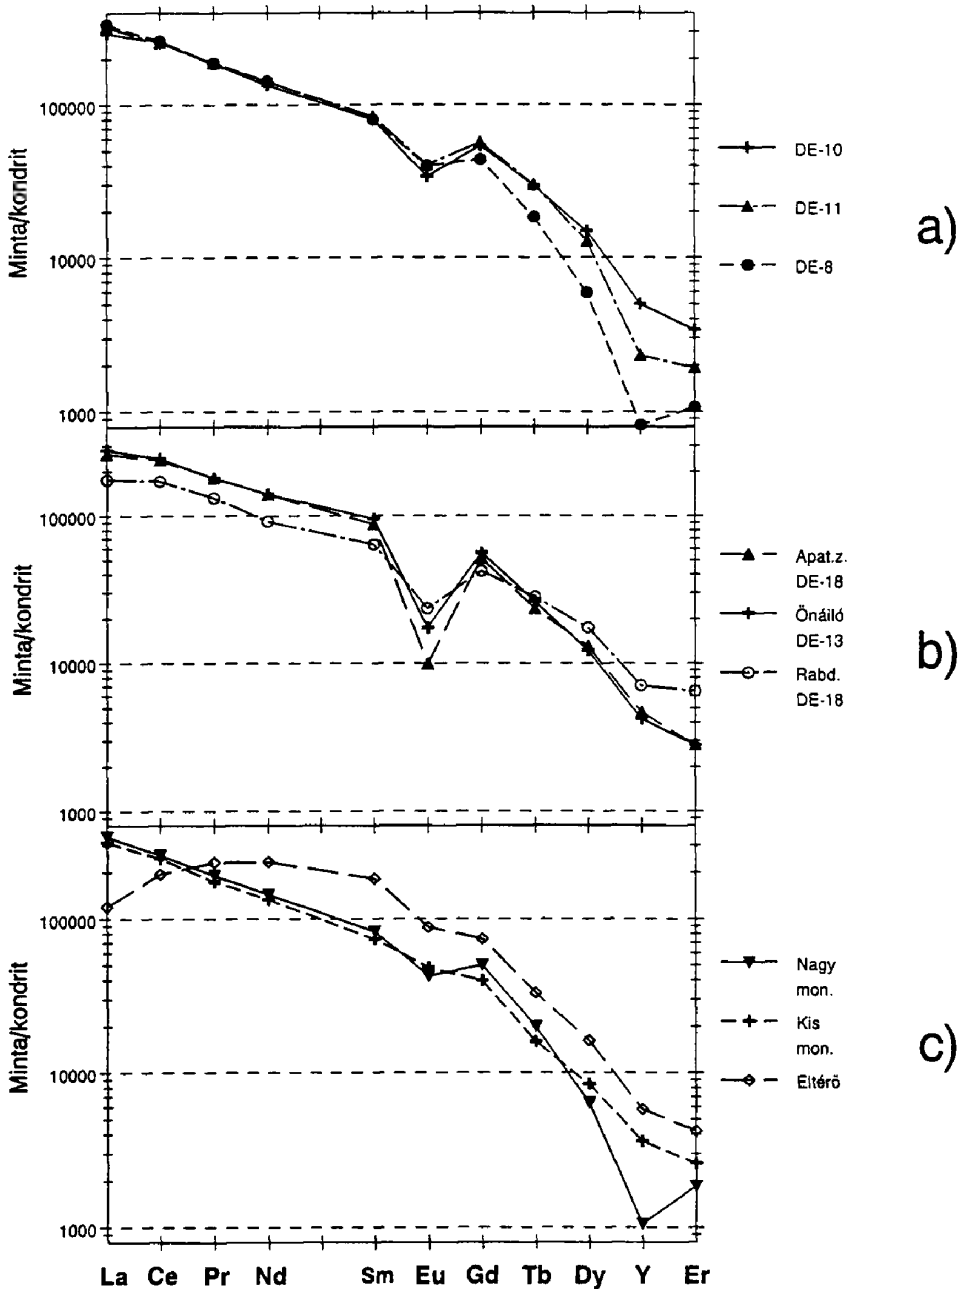 Minta/kondrit
100000
10000
1000
DE-10
DE-11
DE-8
a)
Minta/kondrit
100000
10000
1000
Apat.z.
DE-18
Önálló
DE-13
Rabd.
DE-18
b)
Minta/kondrit
100000
10000
1000
Nagy
mon.
Kis
mon.
Eltérő
c)
La Ce Pr Nd Sm Eu Gd Tb Dy Y Er